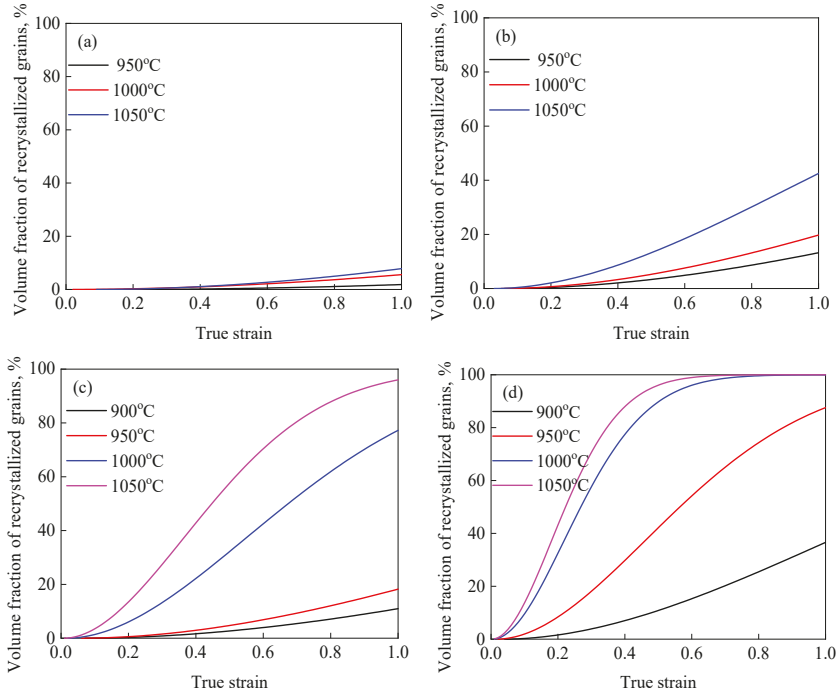 Volume fraction of recrystallized grains, %
100
80
60
40
20
0
(a)
950°C
1000°C
1050°C
0.0 0.2 0.4 0.6 0.8 1.0
True strain
Volume fraction of recrystallized grains, %
100
80
60
40
20
0
(b)
950°C
1000°C
1050°C
0.0 0.2 0.4 0.6 0.8 1.0
True strain
Volume fraction of recrystallized grains, %
100
80
60
40
20
0
(c)
900°C
950°C
1000°C
1050°C
0.0 0.2 0.4 0.6 0.8 1.0
True strain
Volume fraction of recrystallized grains, %
100
80
60
40
20
0
(d)
900°C
950°C
1000°C
1050°C
0.0 0.2 0.4 0.6 0.8 1.0
True strain